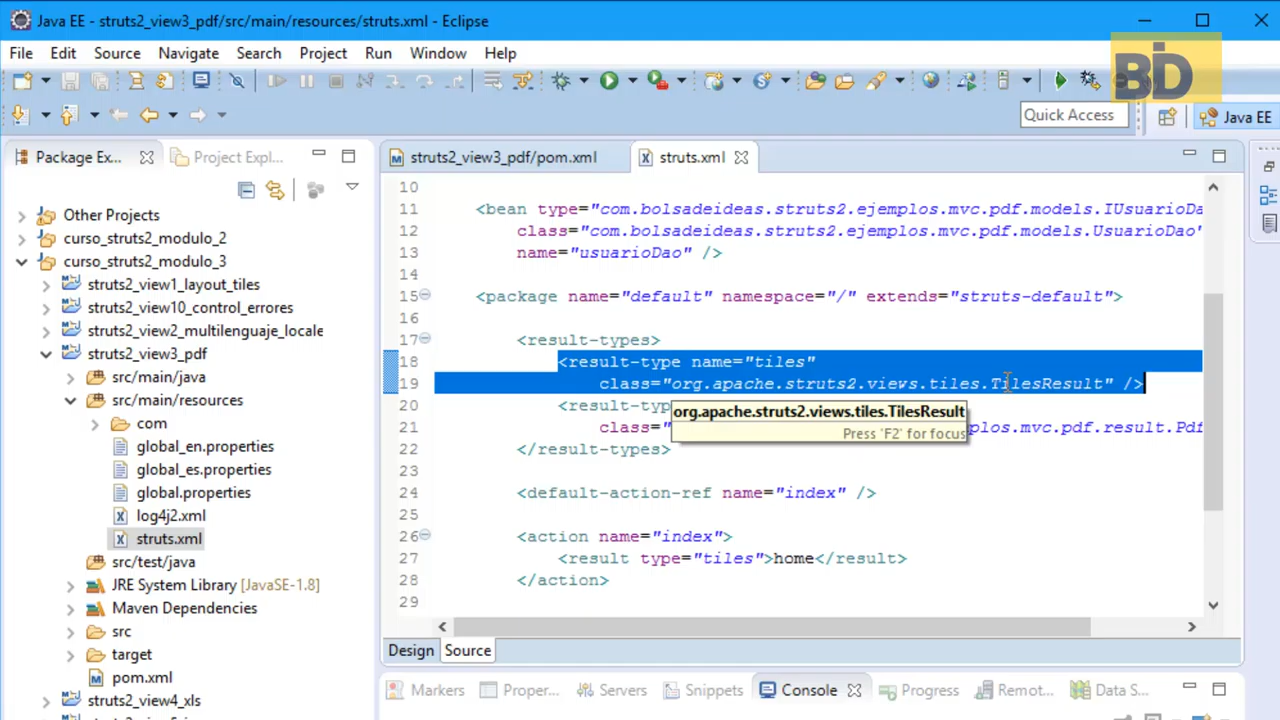 Java EE - struts2_view3_pdf/src/main/resources/struts.xml - Eclipse
File Edit Source Navigate Search Project Run Window Help
BD
Quick Access
Java EE
Package Ex...
Project Expl...
Other Projects
curso_struts2_modulo_2
curso_struts2_modulo_3
struts2_view1_layout_tiles
struts2_view10_control_errores
struts2_view2_multilenguaje_locale
struts2_view3_pdf
src/main/java
src/main/resources
com
global_en.properties
global_es.properties
global.properties
log4j2.xml
struts.xml
src/test/java
JRE System Library [JavaSE-1.8]
Maven Dependencies
src
target
pom.xml
struts2_view4_xls
struts2_view3_pdf/pom.xml
struts.xml
10
11 <bean type="com.bolsadeideas.struts2.ejemplos.mvc.pdf.models.IUsuarioDa
12 class="com.bolsadeideas.struts2.ejemplos.mvc.pdf.models.UsuarioDao"
13 name="usuarioDao" />
14
15 <package name="default" namespace="/" extends="struts-default">
16
17 <result-types>
18 <result-type name="tiles"
19 class="org.apache.struts2.views.tiles.TilesResult" />
20 <result-typ
21 class=" plos.mvc.pdf.result.Pdf
22 </result-types>
23
24 <default-action-ref name="index" />
25
26 <action name="index">
27 <result type="tiles">home</result>
28 </action>
29
org.apache.struts2.views.tiles.TilesResult
Press 'F2' for focus
Design Source
Markers Proper... Servers Snippets Console Progress Remot... Data S...